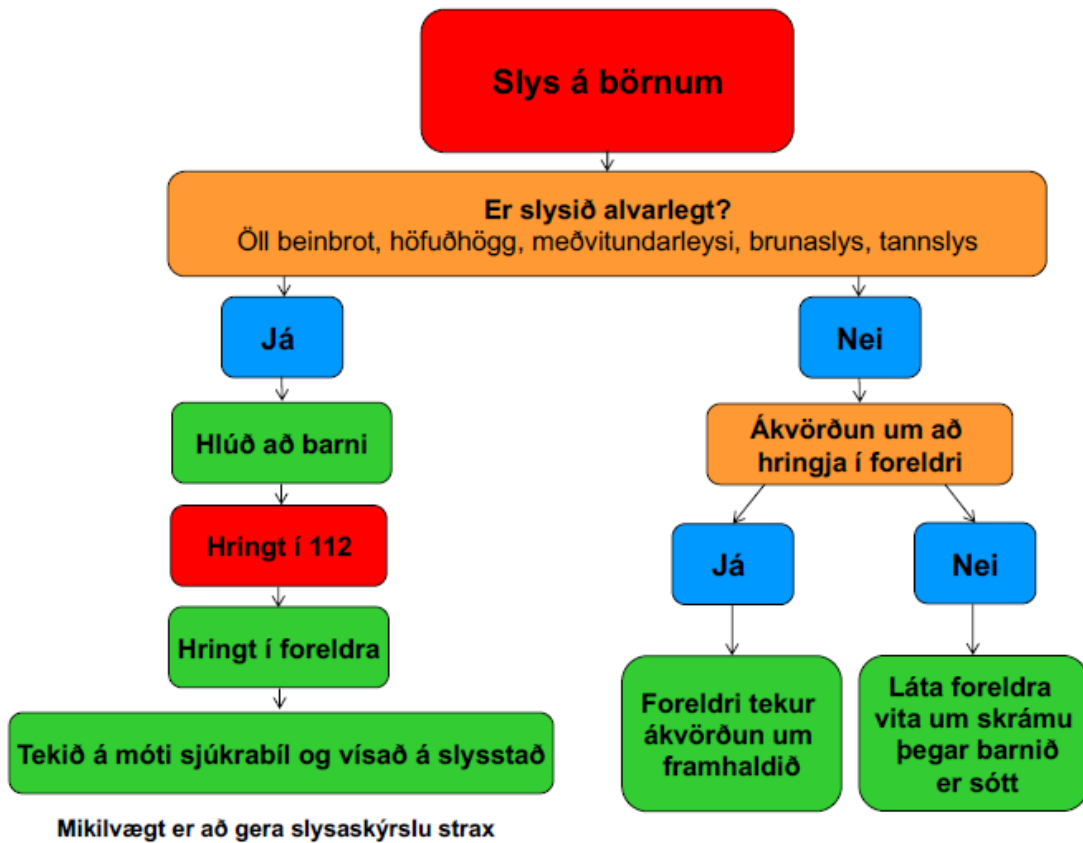 Slys á börnum
Er slysið alvarlegt?
Öll beinbrot, höfuðhögg, meðvitundarleysi, brunaslys, tannslys
Já
Nei
Hlúð að barni
Ákvörðun um að
hringja í foreldri
Hringt í 112
Já
Nei
Hringt í foreldra
Foreldri tekur
ákvörðun um
framhaldið
Láta foreldra
vita um skrámu
þegar barnið
er sótt
Tekið á móti sjúkrabíl og vísað á slysstað
Mikilvægt er að gera slysaskýrslu strax